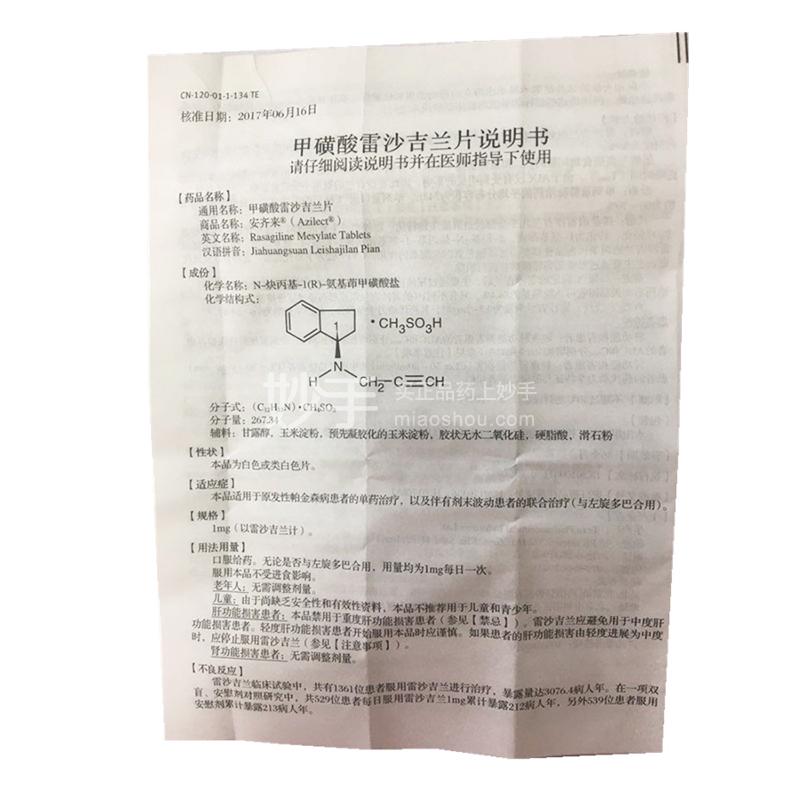 CN-120-01-1-134 TE
核准日期：2017年06月16日
甲磺酸雷沙吉兰片说明书
请仔细阅读说明书并在医师指导下使用
【药品名称】
通用名称：甲磺酸雷沙吉兰片
商品名称：安齐来®（Azilect®）
英文名称：Rasagiline Mesylate Tablets
汉语拼音：Jiahuangsuan Leishajilan Pian
【成份】
化学名称：N-炔丙基-1(R)-氨基茚甲磺酸盐
化学结构式：
1
• CH₃SO₃H
H N CH₂-C≡CH
妙手 买正品药上妙手
miaoshou.com
分子式：(C₁₂H₁₃N)•CH₄SO₃
分子量：267.34
辅料：甘露醇，玉米淀粉，预先凝胶化的玉米淀粉，胶状无水二氧化硅，硬脂酸，滑石粉
【性状】
本品为白色或类白色片。
【适应症】
本品适用于原发性帕金森病患者的单药治疗，以及伴有剂末波动患者的联合治疗(与左旋多巴合用)。
【规格】
1mg（以雷沙吉兰计）。
【用法用量】
口服给药。无论是否与左旋多巴合用，用量均为1mg每日一次。
服用本品不受进食影响。
老年人：无需调整剂量。
儿童：由于尚缺乏安全性和有效性资料，本品不推荐用于儿童和青少年。
肝功能损害患者：本品禁用于重度肝功能损害患者（参见【禁忌】）。雷沙吉兰应避免用于中度肝
功能损害患者。轻度肝功能损害患者开始服用本品时应谨慎。如果患者的肝功能损害由轻度进展为中度
时，应停止服用雷沙吉兰（参见【注意事项】）。
肾功能损害患者：无需调整剂量。
【不良反应】
雷沙吉兰临床试验中，共有1361位患者服用雷沙吉兰进行治疗，暴露量达3076.4病人年。在一项双
盲、安慰剂对照研究中，共529位患者每日服用雷沙吉兰1mg累计暴露212病人年，另外539位患者服用
安慰剂累计暴露213病人年。